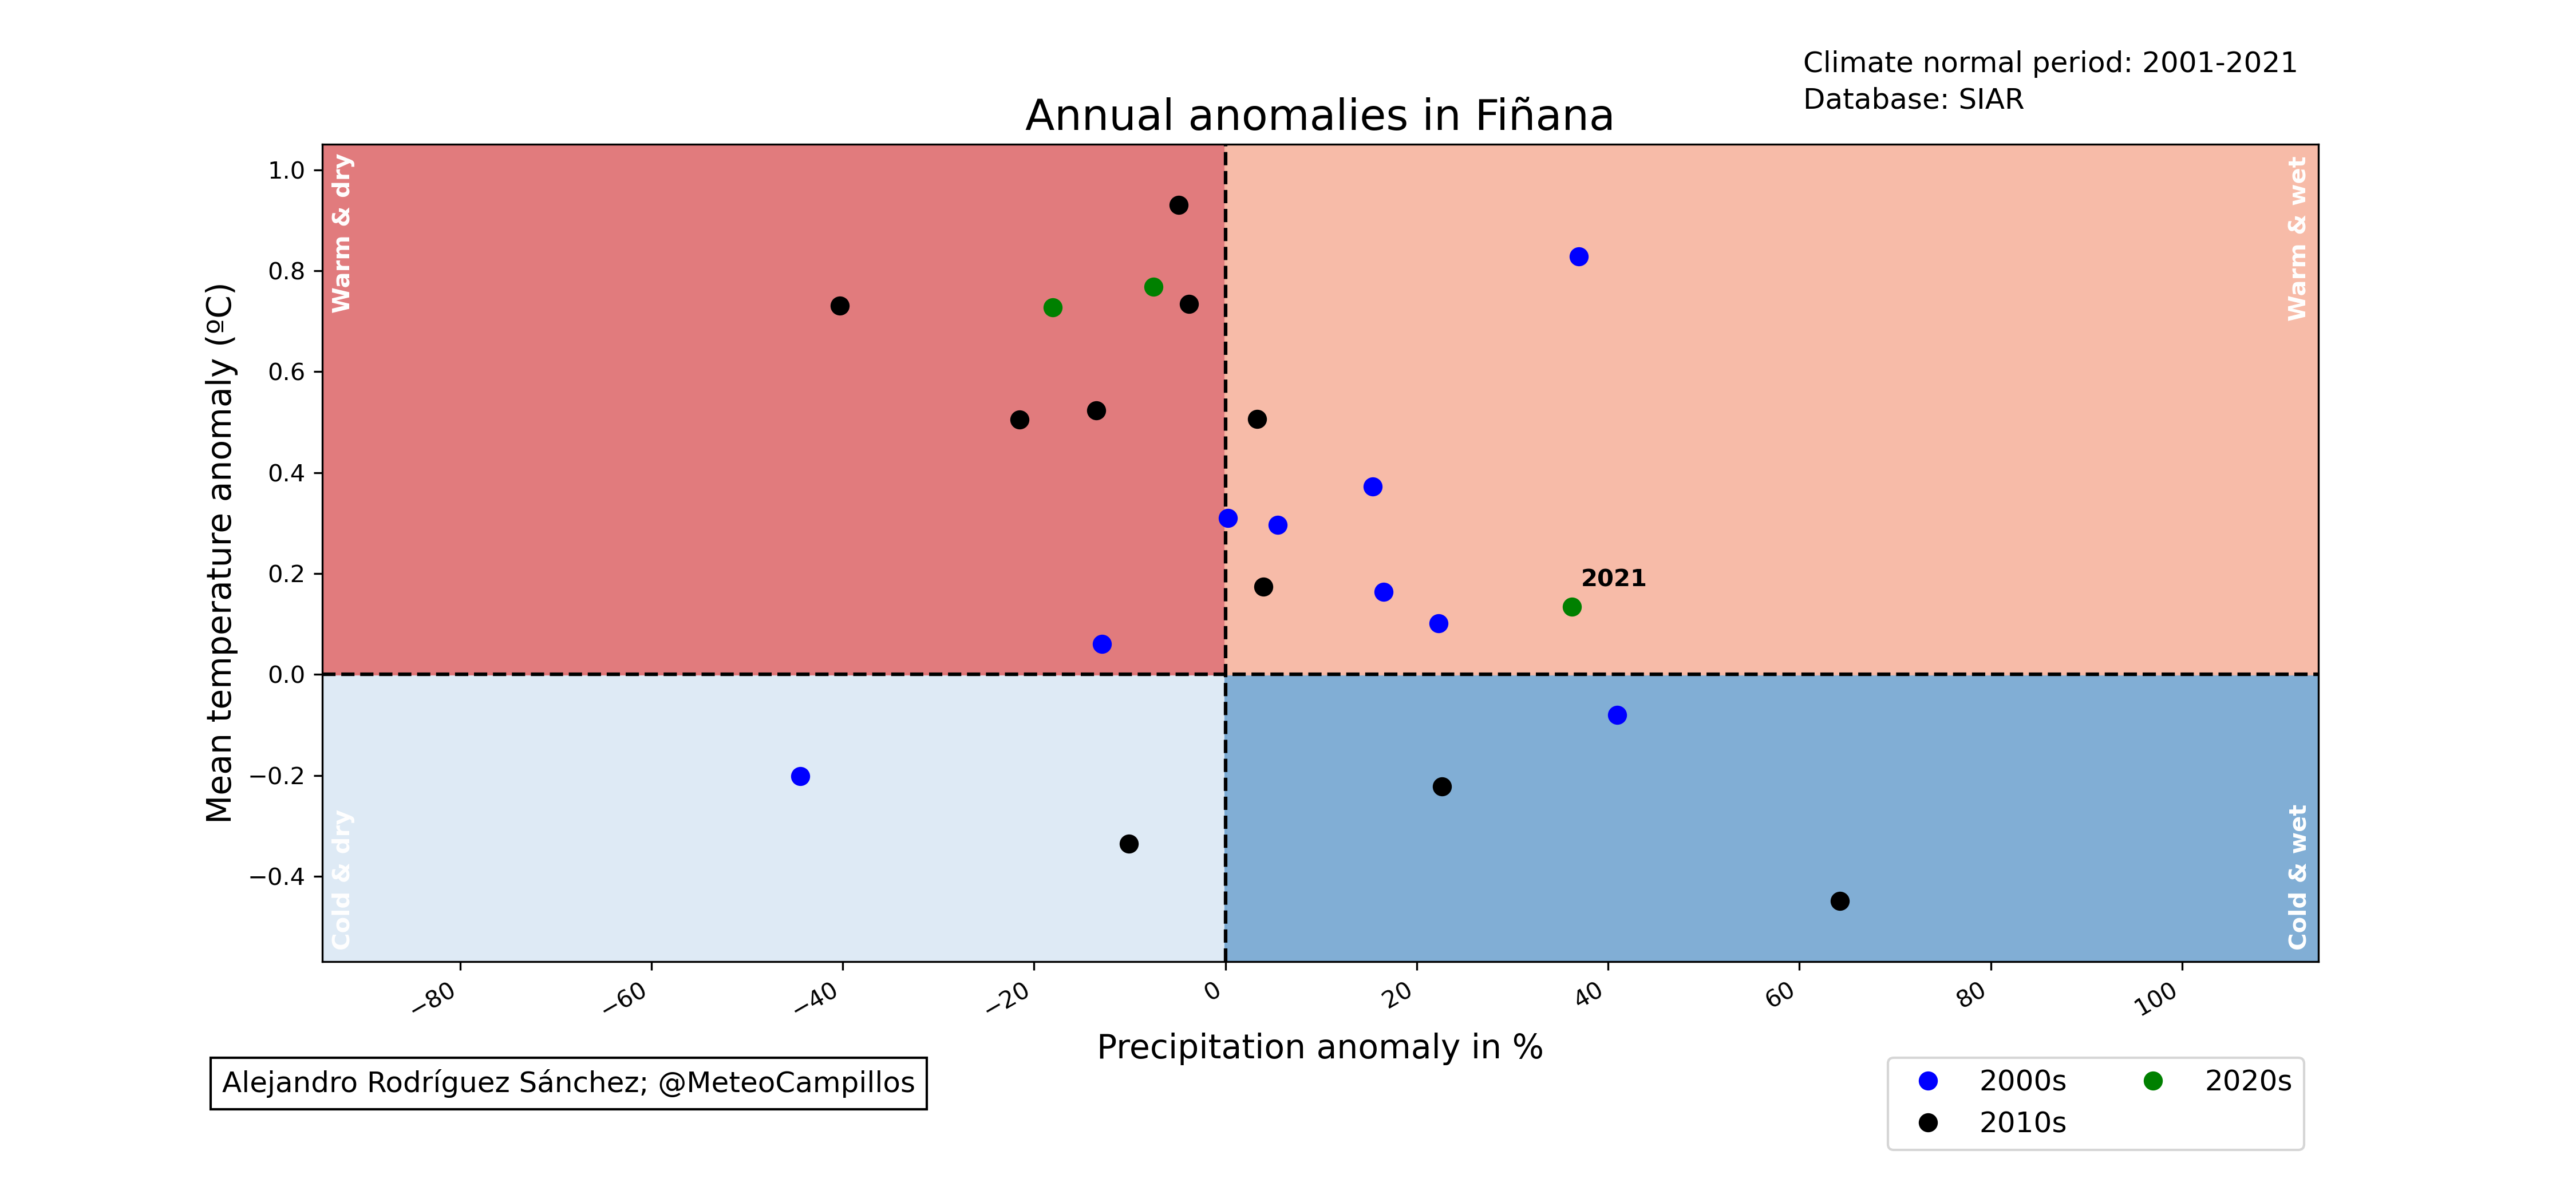 Climate normal period: 2001-2021
Database: SIAR
Annual anomalies in Fiñana
Warm & dry
Warm & wet
Cold & dry
Cold & wet
Mean temperature anomaly (ºC)
1.0
0.8
0.6
0.4
0.2
0.0
−0.2
−0.4
2021
−80
−60
−40
−20
0
20
40
60
80
100
Precipitation anomaly in %
Alejandro Rodríguez Sánchez; @MeteoCampillos
2000s
2010s
2020s